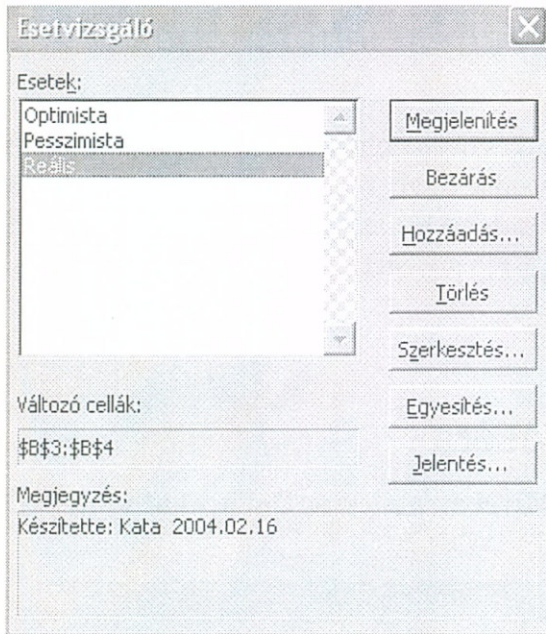 Esetvizsgáló
Esetek:
Optimista
Pesszimista
Reális
Megjelenítés
Bezárás
Hozzáadás...
Törlés
Szerkesztés...
Egyesítés...
Jelentés...
Változó cellák:
$B$3:$B$4
Megjegyzés:
Készítette: Kata 2004.02.16